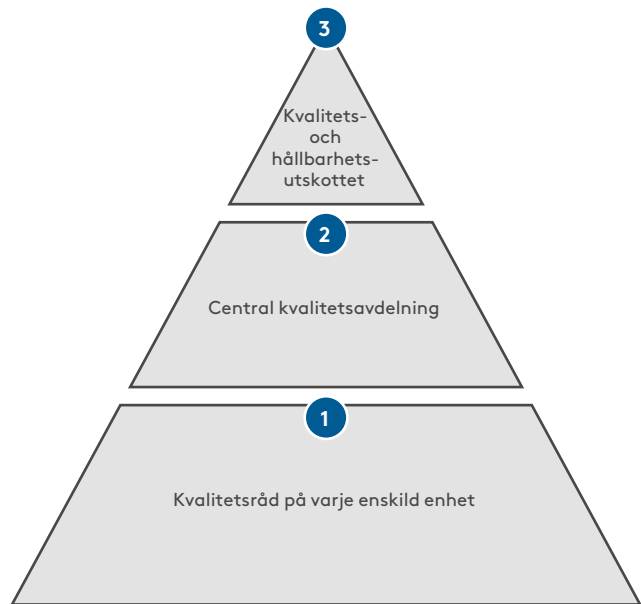 3
Kvalitets-
och
hållbarhets-
utskottet
2
Central kvalitetsavdelning
1
Kvalitetsråd på varje enskild enhet